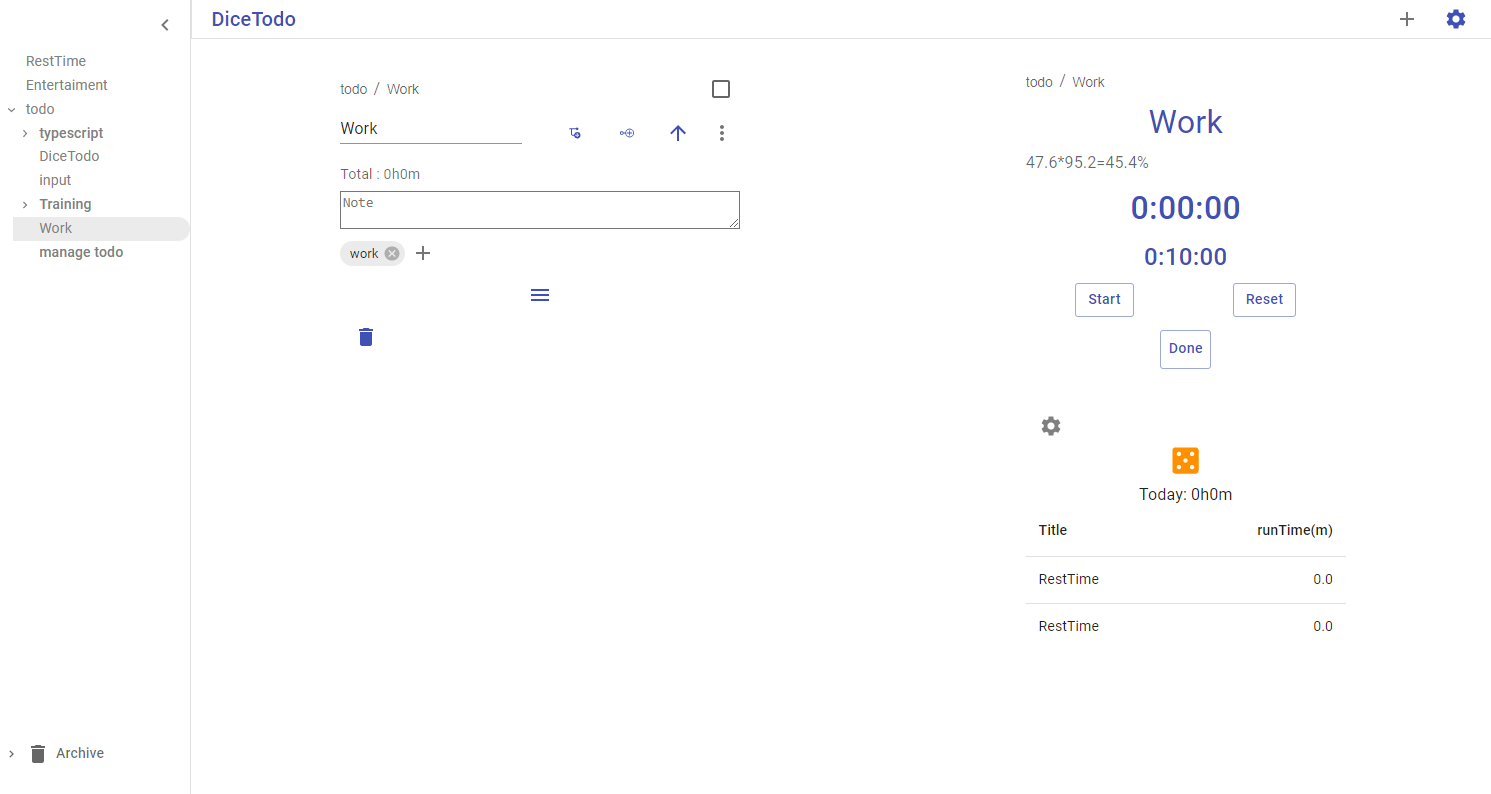 DiceTodo
RestTime
Entertaiment
todo
typescript
DiceTodo
input
Training
Work
manage todo
Archive
todo / Work
Work
Total : 0h0m
Note
work
todo / Work
Work
47.6*95.2=45.4%
0:00:00
0:10:00
Start Reset
Done
Today: 0h0m
Title runTime(m)
RestTime 0.0
RestTime 0.0